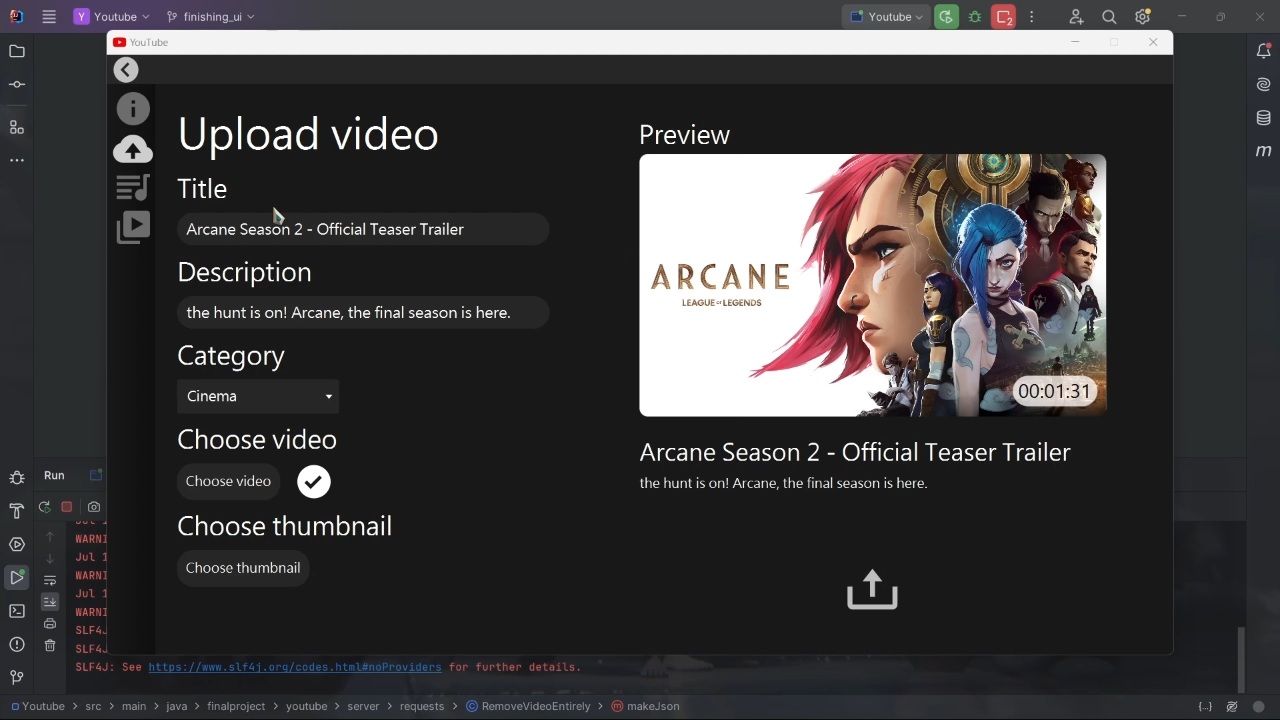 Y Youtube
finishing_ui
Youtube
2
YouTube
Upload video
Title
Arcane Season 2 - Official Teaser Trailer
Description
the hunt is on! Arcane, the final season is here.
Category
Cinema
Choose video
Choose video
Choose thumbnail
Choose thumbnail
Preview
ARCANE
LEAGUE OF LEGENDS
00:01:31
Arcane Season 2 - Official Teaser Trailer
the hunt is on! Arcane, the final season is here.
m
Run
WARNI
Jul 1
WARNI
Jul 1
WARNI
SLF4J
SLF4J
SLF4J: See https://www.slf4j.org/codes.html#noProviders for further details.
Youtube > src > main > java > finalproject > youtube > server > requests > RemoveVideoEntirely > makeJson